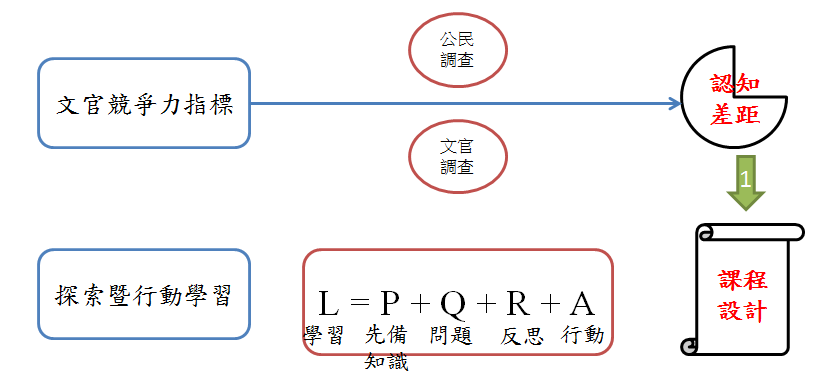 公民
調查
文官競爭力指標
認知
差距
文官
調查
1
探索暨行動學習
L = P + Q + R + A
學習 先備 問題 反思 行動
知識
課程
設計